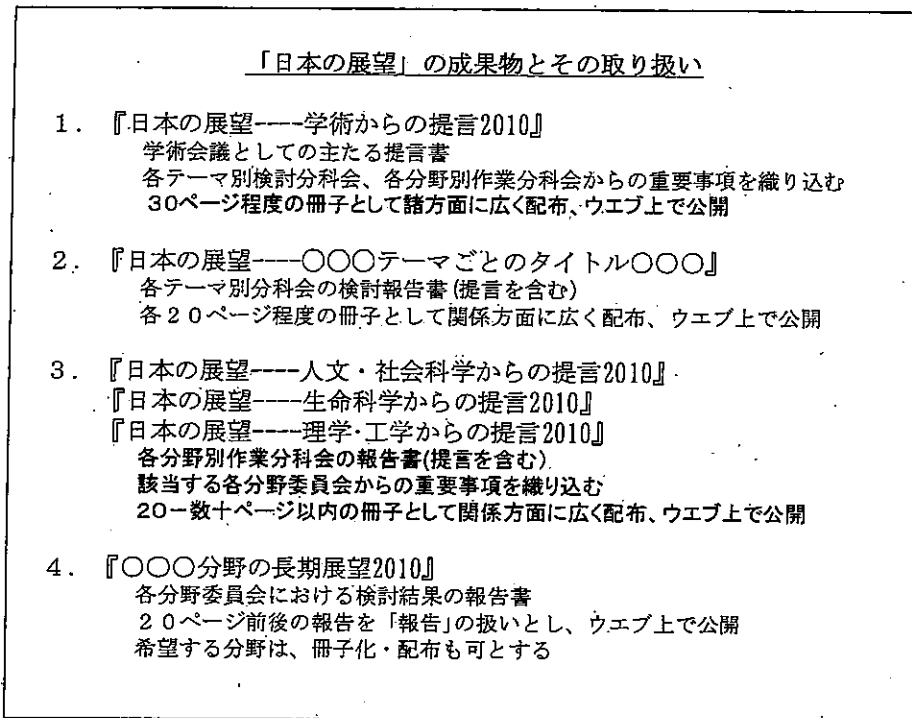 「日本の展望」の成果物とその取り扱い
1.『日本の展望----学術からの提言2010』
学術会議としての主たる提言書
各テーマ別検討分科会、各分野別作業分科会からの重要事項を織り込む
30ページ程度の冊子として諸方面に広く配布、ウエブ上で公開
2.『日本の展望----〇〇〇テーマごとのタイトル〇〇〇』
各テーマ別分科会の検討報告書(提言を含む)
各20ページ程度の冊子として関係方面に広く配布、ウエブ上で公開
3.『日本の展望----人文・社会科学からの提言2010』
『日本の展望----生命科学からの提言2010』
『日本の展望----理学・工学からの提言2010』
各分野別作業分科会の報告書(提言を含む)
該当する各分野委員会からの重要事項を織り込む
20ー数十ページ以内の冊子として関係方面に広く配布、ウエブ上で公開
4.『〇〇〇分野の長期展望2010』
各分野委員会における検討結果の報告書
20ページ前後の報告を「報告」の扱いとし、ウエブ上で公開
希望する分野は、冊子化・配布も可とする